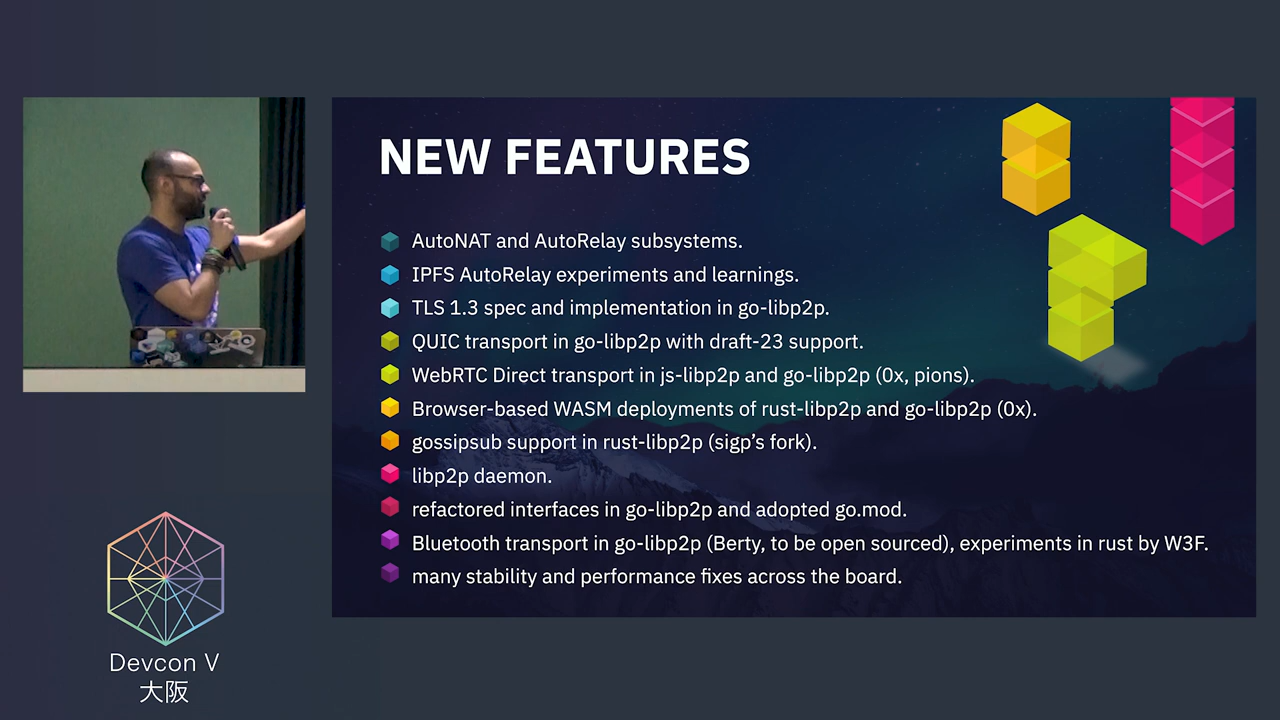 NEW FEATURES
AutoNAT and AutoRelay subsystems.
IPFS AutoRelay experiments and learnings.
TLS 1.3 spec and implementation in go-libp2p.
QUIC transport in go-libp2p with draft-23 support.
WebRTC Direct transport in js-libp2p and go-libp2p (0x, pions).
Browser-based WASM deployments of rust-libp2p and go-libp2p (0x).
gossipsub support in rust-libp2p (sigp’s fork).
libp2p daemon.
refactored interfaces in go-libp2p and adopted go.mod.
Bluetooth transport in go-libp2p (Berty, to be open sourced), experiments in rust by W3F.
many stability and performance fixes across the board.
Devcon V
大阪